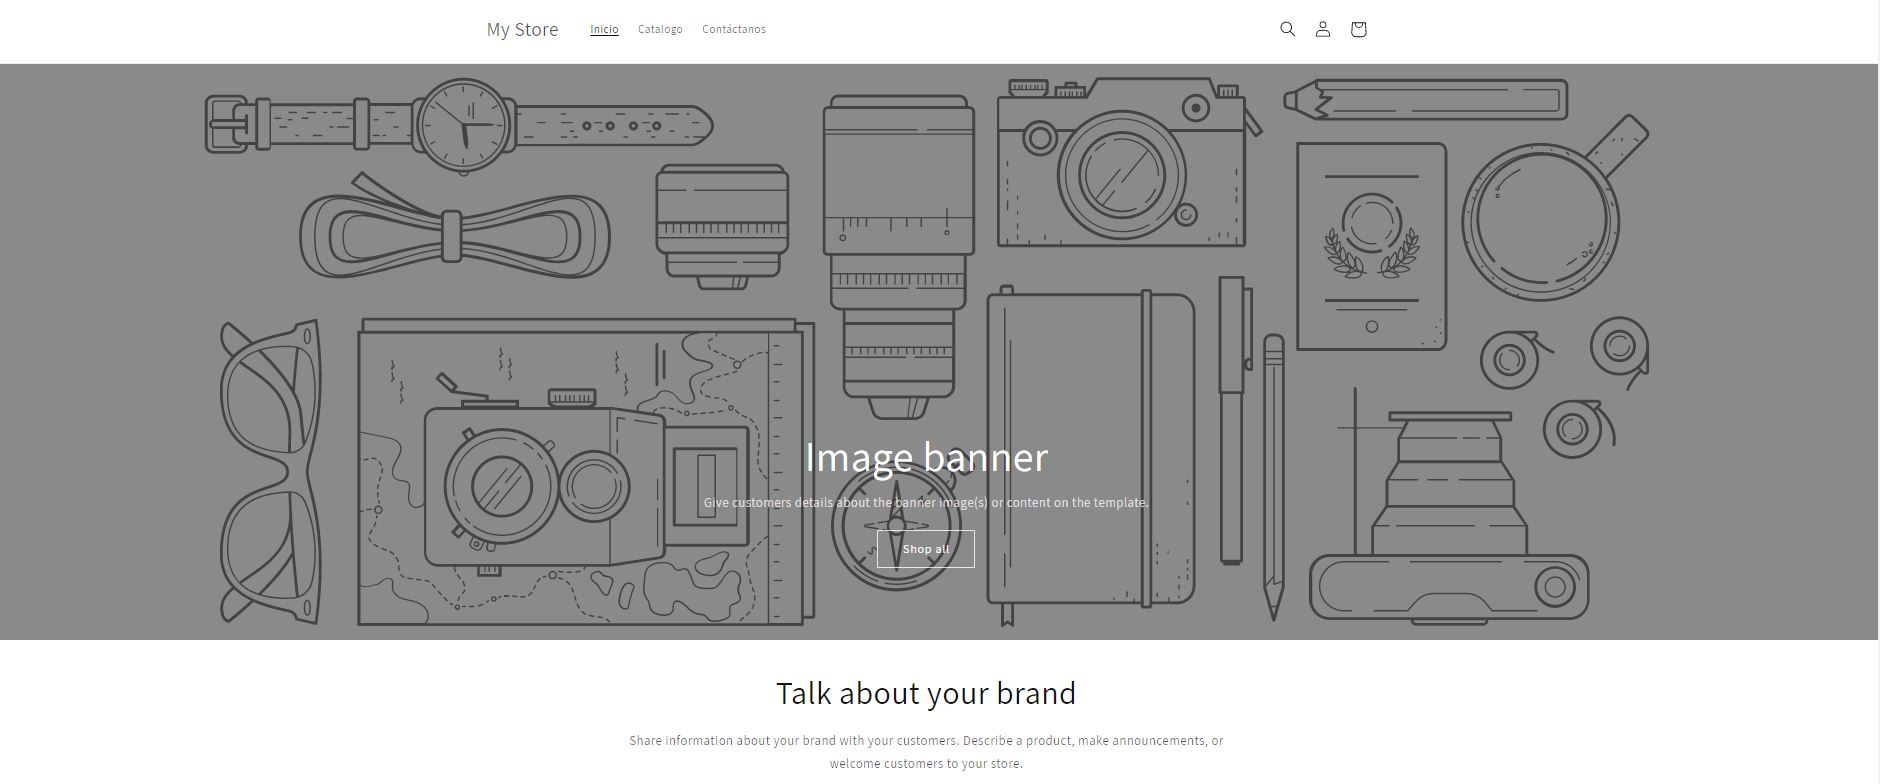 My Store
Inicio
Catalogo
Contáctanos
Image banner
Give customers details about the banner image(s) or content on the template.
Shop all
Talk about your brand
Share information about your brand with your customers. Describe a product, make announcements, or
welcome customers to your store.